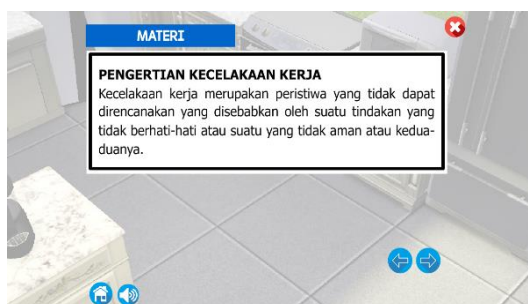 MATERI
PENGERTIAN KECELAKAAN KERJA
Kecelakaan kerja merupakan peristiwa yang tidak dapat
direncanakan yang disebabkan oleh suatu tindakan yang
tidak berhati-hati atau suatu yang tidak aman atau kedua-
duanya.